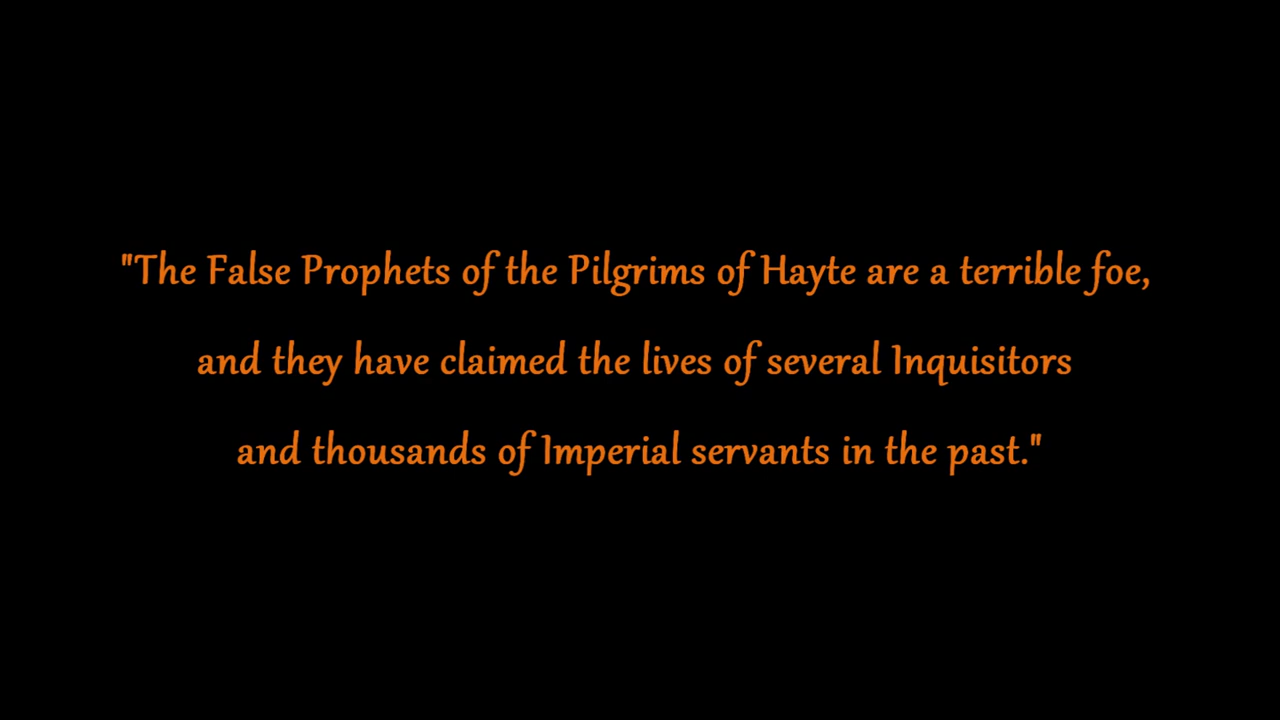 "The False Prophets of the Pilgrims of Hayte are a terrible foe,
and they have claimed the lives of several Inquisitors
and thousands of Imperial servants in the past."